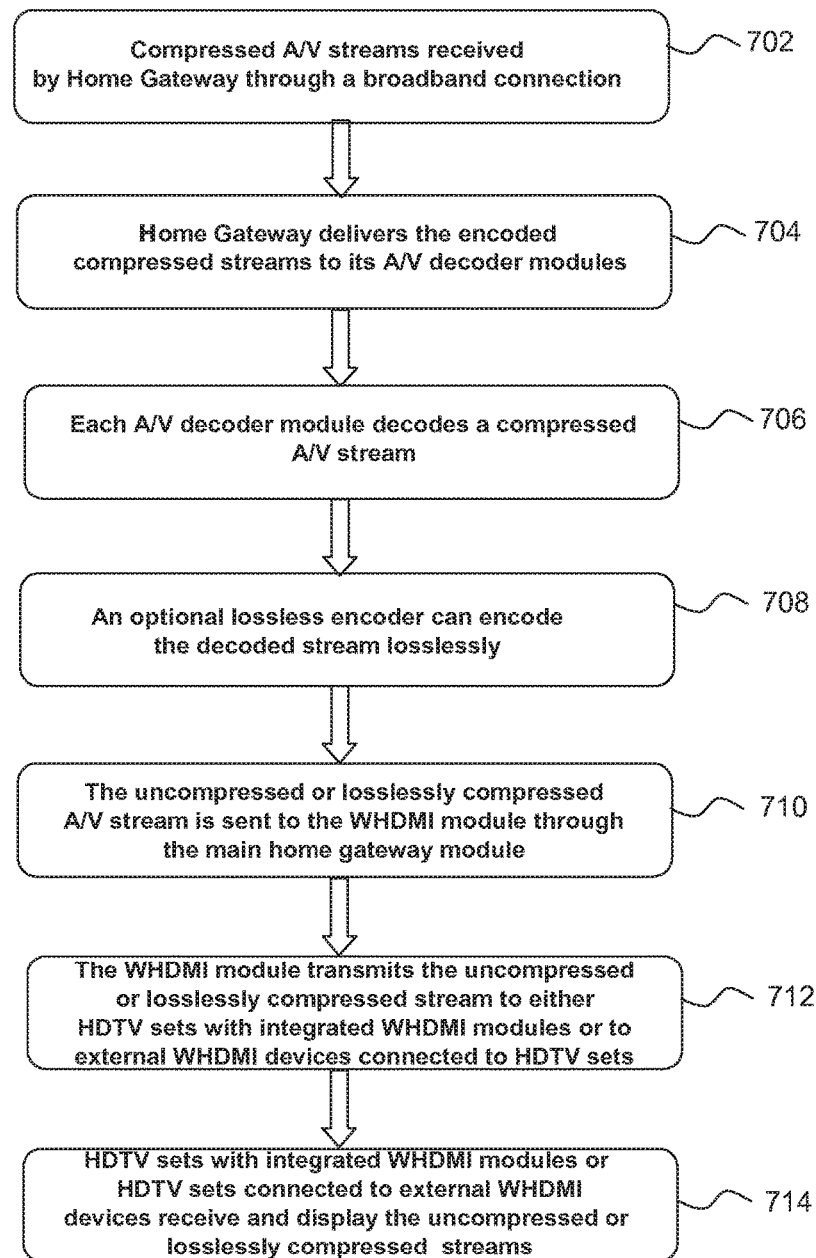 Compressed A/V streams received
by Home Gateway through a broadband connection
702
Home Gateway delivers the encoded
compressed streams to its A/V decoder modules
704
Each A/V decoder module decodes a compressed
A/V stream
706
An optional lossless encoder can encode
the decoded stream losslessly
708
The uncompressed or losslessly compressed
A/V stream is sent to the WHDMI module through
the main home gateway module
710
The WHDMI module transmits the uncompressed
or losslessly compressed stream to either
HDTV sets with integrated WHDMI modules or to
external WHDMI devices connected to HDTV sets
712
HDTV sets with integrated WHDMI modules or
HDTV sets connected to external WHDMI
devices receive and display the uncompressed or
losslessly compressed streams
714